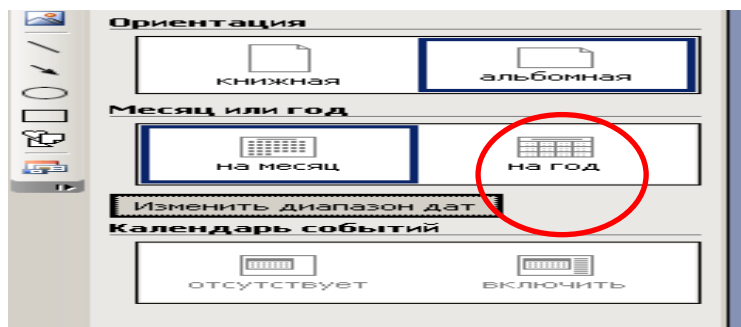 Ориентация
книжная альбомная
Месяц или год
на месяц на год
Изменить диапазон дат
Календарь событий
отсутствует включить